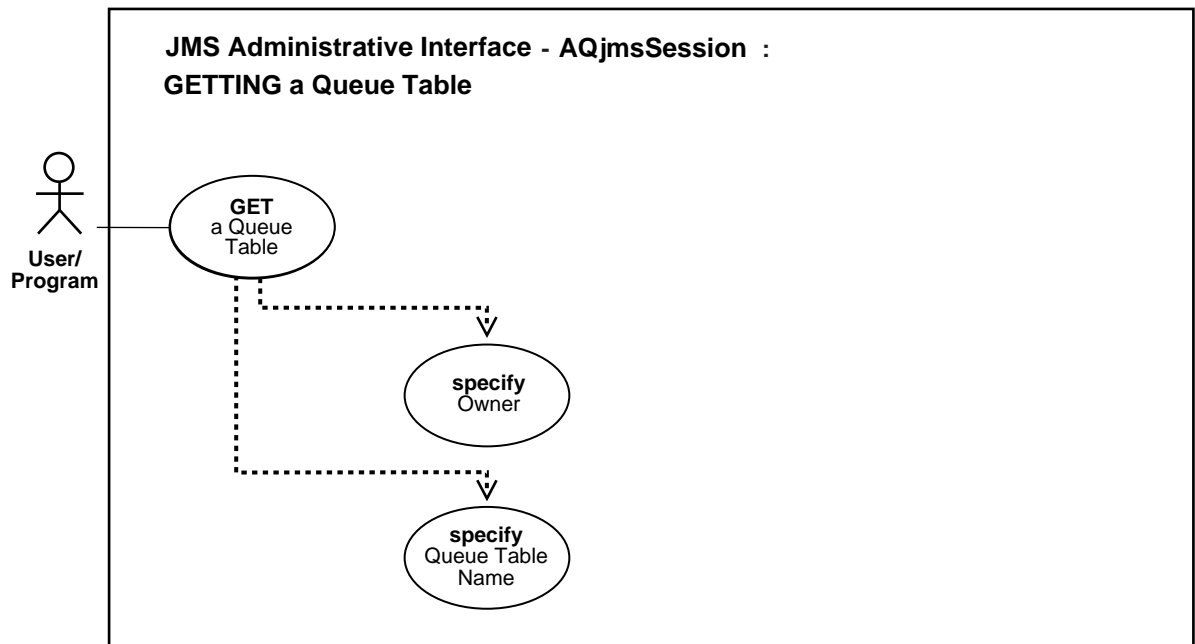 JMS Administrative Interface - AQjmsSession :
GETTING a Queue Table
User/
Program
GET
a Queue
Table
specify
Owner
specify
Queue Table
Name